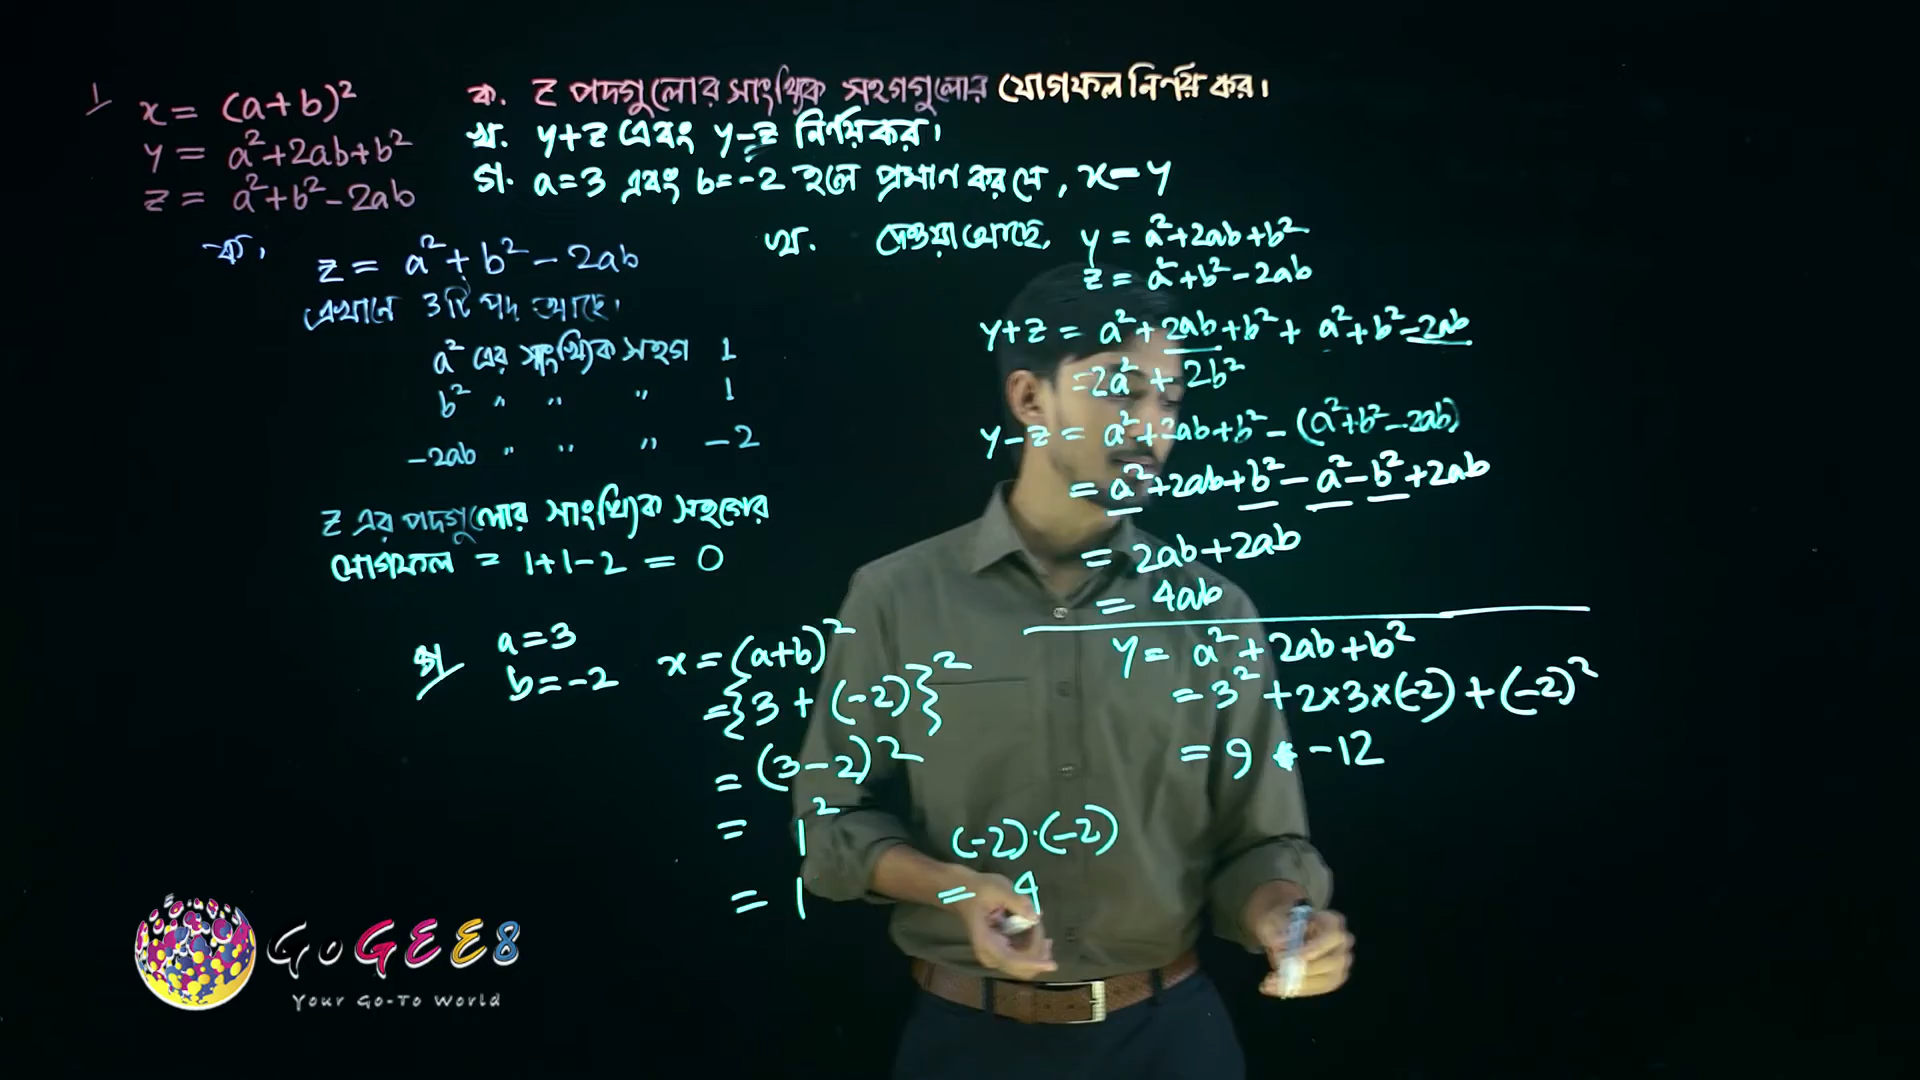 1
x = (a+b)²
y = a²+2ab+b²
z = a²+b²-2ab
ক. z পদগুলোর সাংখ্যিক সহগগুলোর যোগফল নির্ণয় কর।
খ. y+z এবং y-z নির্ণয় কর।
গ. a=3 এবং b=-2 হলে প্রমাণ কর যে, x=y
ক.
z = a²+b²-2ab
এখানে 3টি পদ আছে।
a² এর সাংখ্যিক সহগ 1
b² " " " 1
-2ab " " " -2
z এর পদগুলোর সাংখ্যিক সহগের
যোগফল = 1+1-2 = 0
খ. দেওয়া আছে, y = a²+2ab+b²
z = a²+b²-2ab
y+z = a²+2ab+b²+ a²+b²-2ab
=2a²+2b²
y-z = a²+2ab+b²-(a²+b²-2ab)
= a²+2ab+b²-a²-b²+2ab
= 2ab+2ab
= 4ab
গ
a=3
b=-2
x = (a+b)²
={3+(-2)}²
= (3-2)²
= 1²
= 1
(-2)·(-2)
= 4
y = a²+2ab+b²
= 3²+2×3×(-2)+(-2)²
= 9 -12
GoGEE8
Your Go-To World